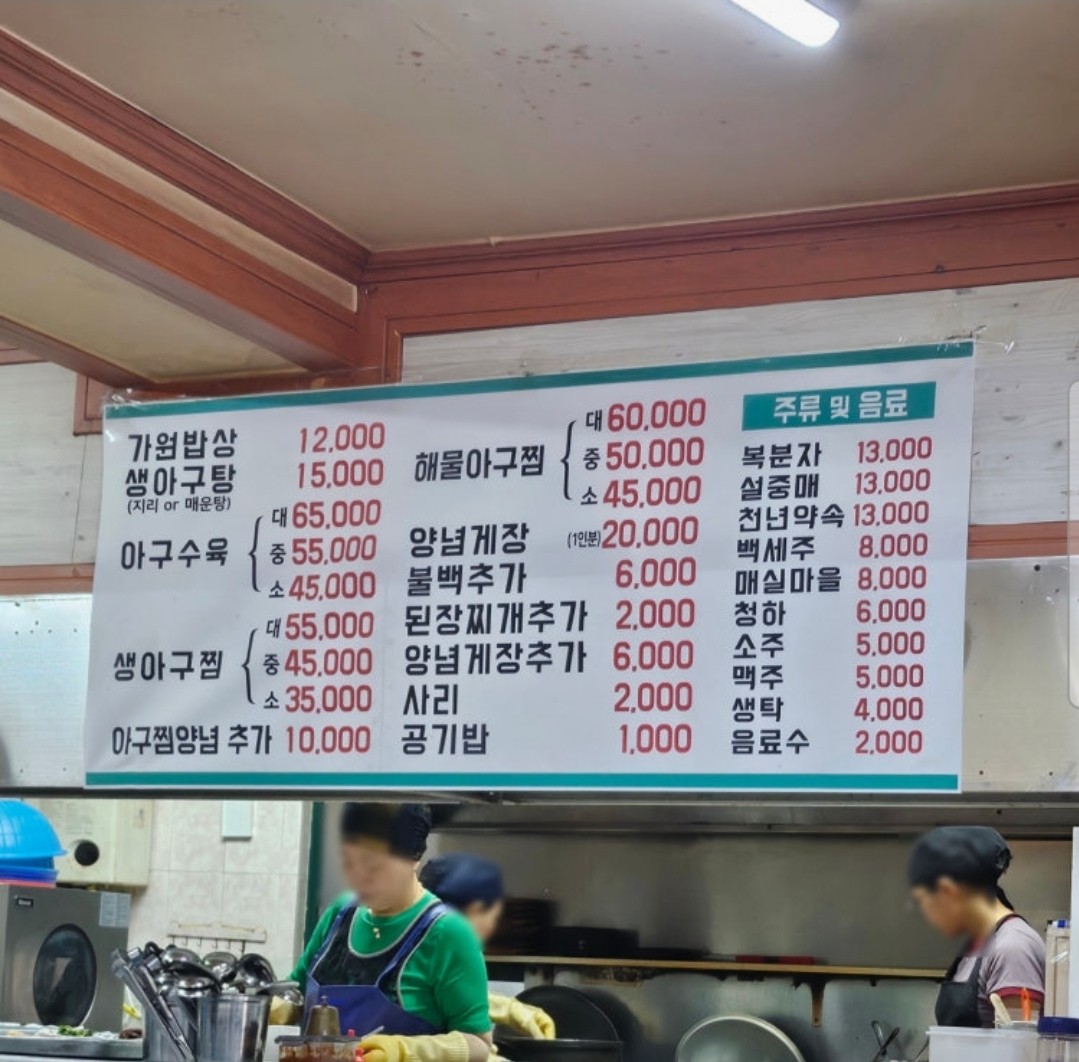 가원밥상 12,000
생아구탕 15,000
(지리 or 매운탕)
아구수육 대 65,000
중 55,000
소 45,000
생아구찜 대 55,000
중 45,000
소 35,000
아구찜양념 추가 10,000
해물아구찜 대 60,000
중 50,000
소 45,000
양념게장 (1인분) 20,000
불백추가 6,000
된장찌개추가 2,000
양념게장추가 6,000
사리 2,000
공기밥 1,000
주류 및 음료
복분자 13,000
설중매 13,000
천년약속 13,000
백세주 8,000
매실마을 8,000
청하 6,000
소주 5,000
맥주 5,000
생탁 4,000
음료수 2,000